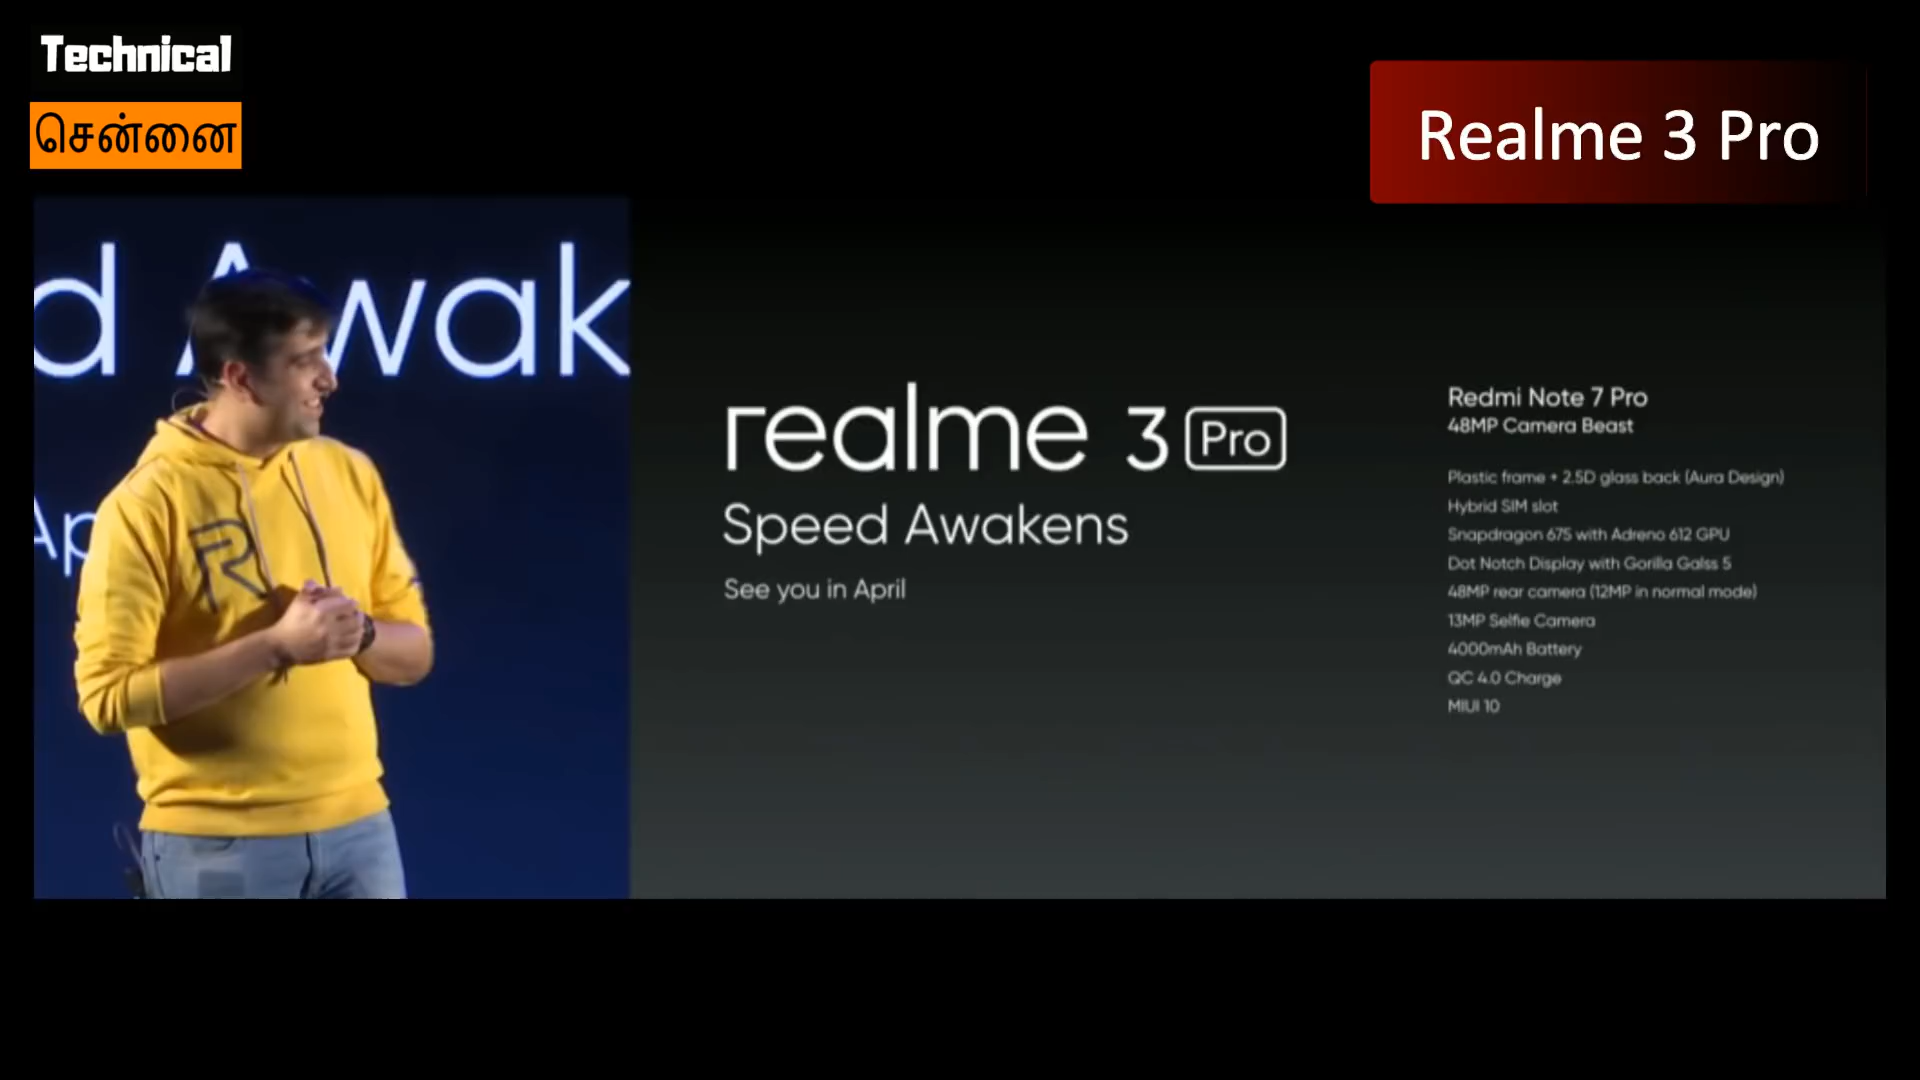 Technical
சென்னை
Realme 3 Pro
d Awak
Ap
R
realme 3 Pro
Speed Awakens
See you in April
Redmi Note 7 Pro
48MP Camera Beast
Plastic frame + 2.5D glass back (Aura Design)
Hybrid SIM slot
Snapdragon 675 with Adreno 612 GPU
Dot Notch Display with Gorilla Galss 5
48MP rear camera (12MP in normal mode)
13MP Selfie Camera
4000mAh Battery
QC 4.0 Charge
MIUI 10